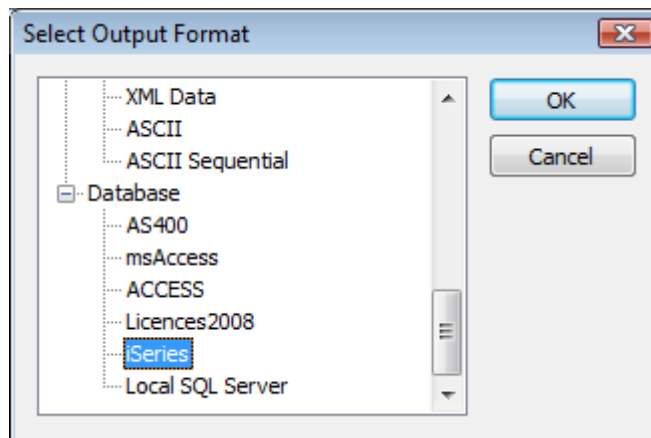 Select Output Format
XML Data
ASCII
ASCII Sequential
Database
AS400
msAccess
ACCESS
Licences2008
iSeries
Local SQL Server
OK
Cancel